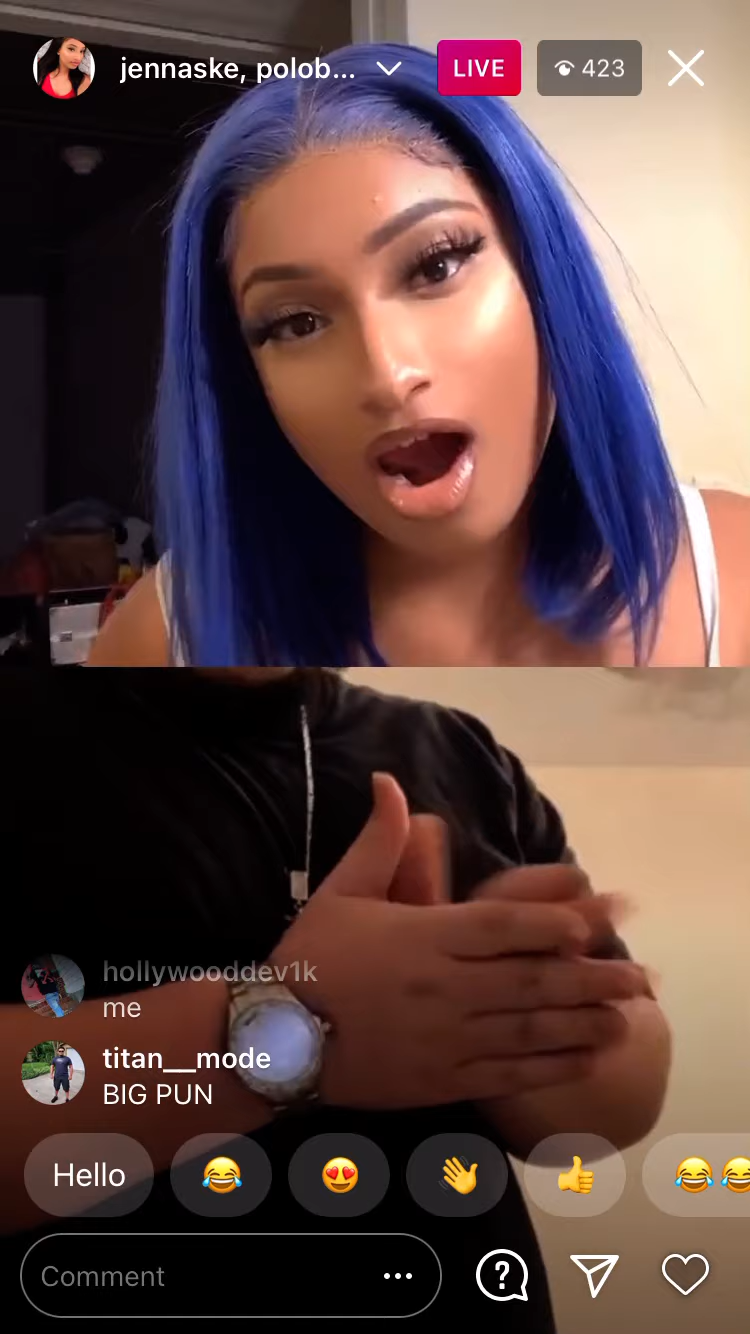 jennaske, polob... LIVE 423
hollywooddev1k
me
titan__mode
BIG PUN
Hello
Comment